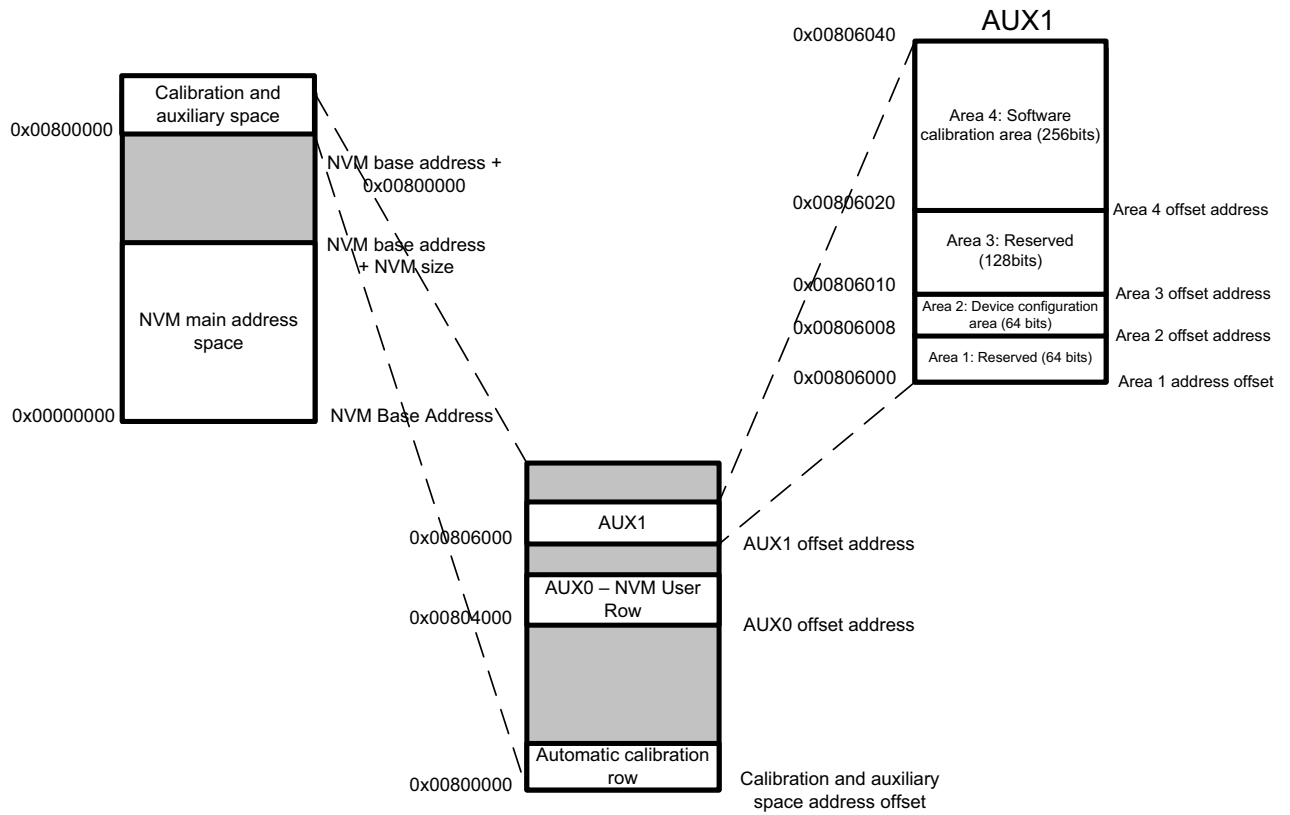 AUX1
0x00806040
Calibration and
auxiliary space
0x00800000
NVM base address +
0x00800000
NVM base address
+ NVM size
NVM main address
space
0x00000000
NVM Base Address
Area 4: Software
calibration area (256bits)
0x00806020
Area 4 offset address
Area 3: Reserved
(128bits)
0x00806010
Area 3 offset address
Area 2: Device configuration
area (64 bits)
0x00806008
Area 2 offset address
Area 1: Reserved (64 bits)
0x00806000
Area 1 address offset
AUX1
0x00806000
AUX1 offset address
AUX0 – NVM User
Row
0x00804000
AUX0 offset address
Automatic calibration
row
0x00800000
Calibration and auxiliary
space address offset